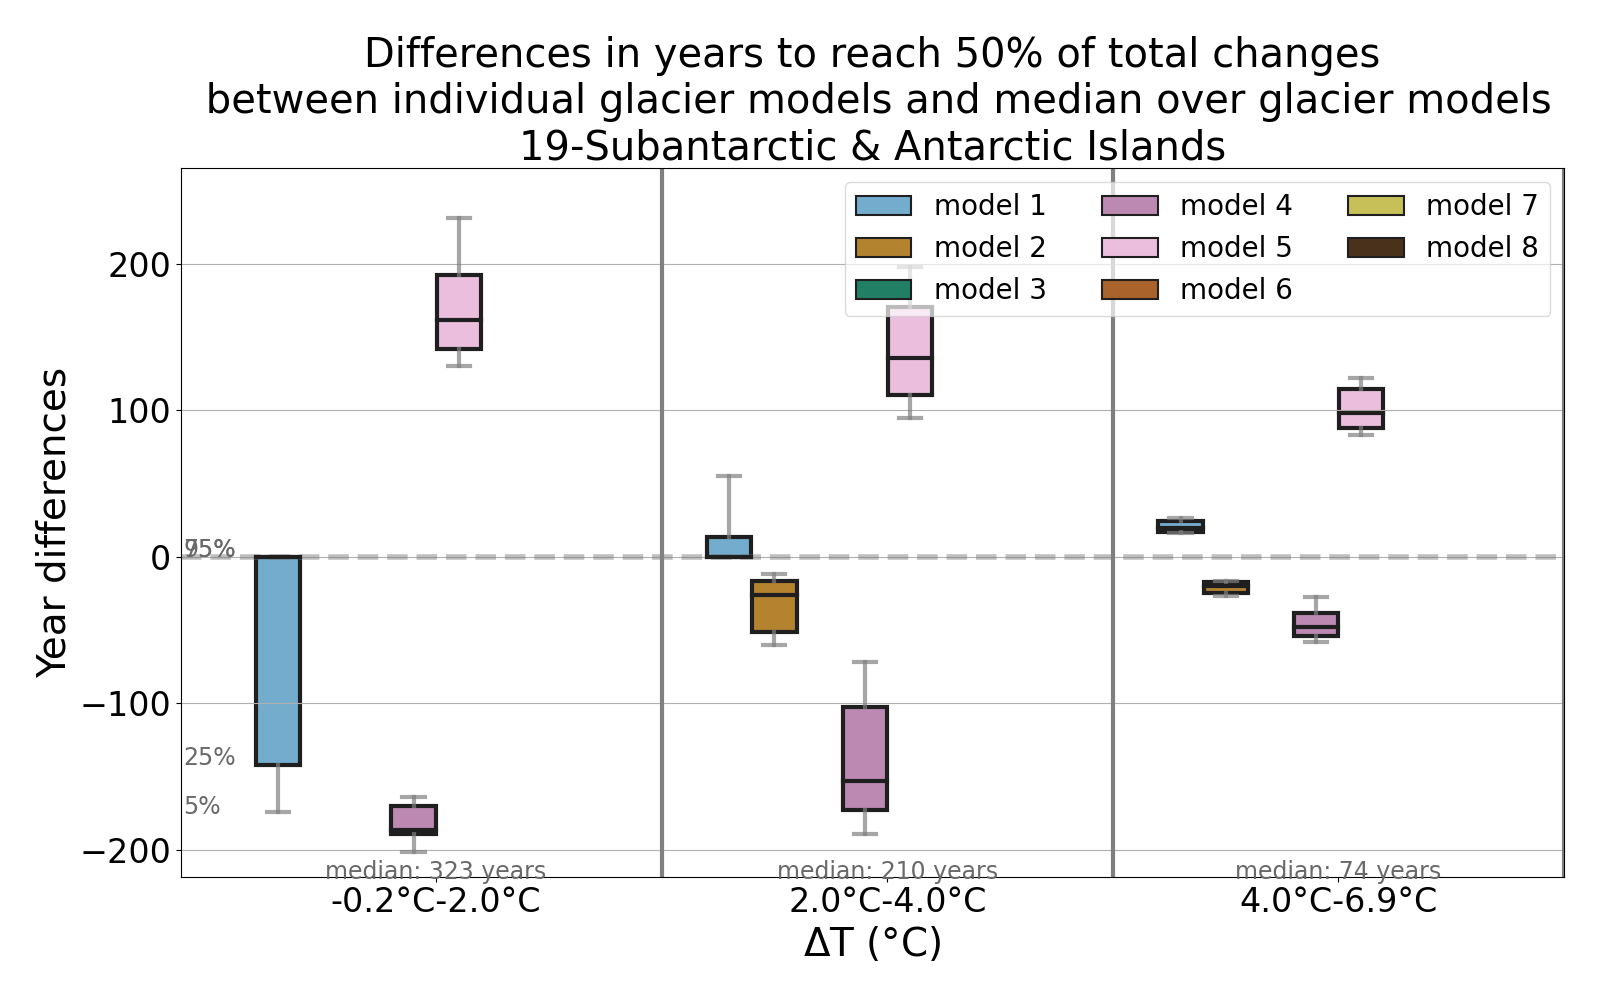 Differences in years to reach 50% of total changes
between individual glacier models and median over glacier models
19-Subantarctic & Antarctic Islands
model 1
model 2
model 3
model 4
model 5
model 6
model 7
model 8
Year differences
200
100
0
−100
−200
95%
25%
5%
median: 323 years
median: 210 years
median: 74 years
-0.2°C-2.0°C
2.0°C-4.0°C
4.0°C-6.9°C
ΔT (°C)